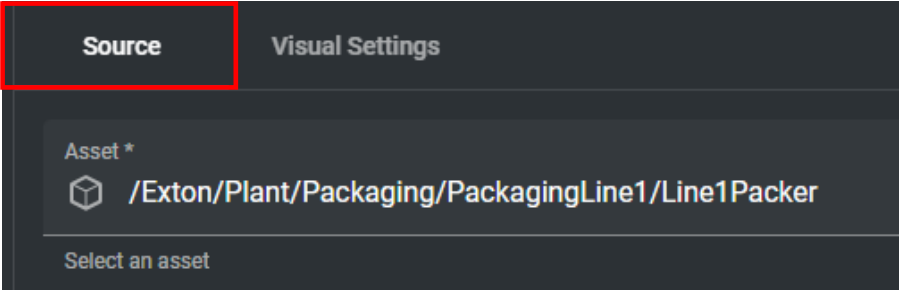 Source Visual Settings
Asset *
/Exton/Plant/Packaging/PackagingLine1/Line1Packer
Select an asset